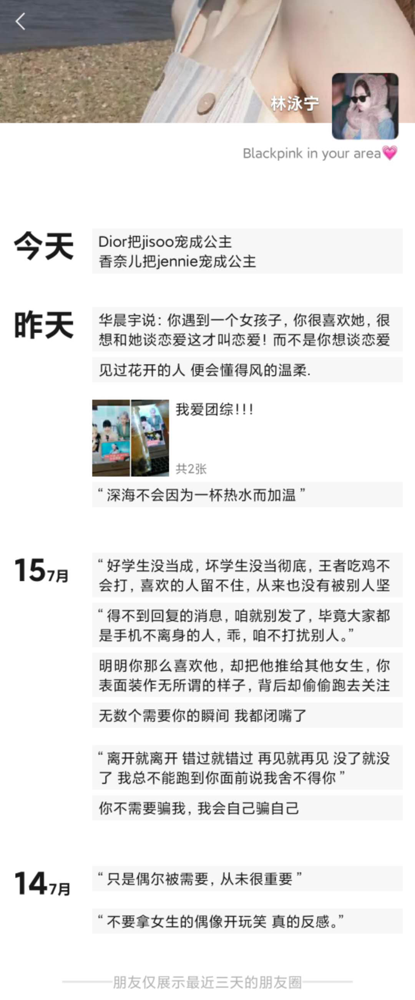 林泳宁
Blackpink in your area💗
今天
Dior把jisoo宠成公主
香奈儿把jennie宠成公主
昨天
华晨宇说：你遇到一个女孩子，你很喜欢她，很
想和她谈恋爱这才叫恋爱！而不是你想谈恋爱
见过花开的人 便会懂得风的温柔.
我爱团综!!!
共2张
“ 深海不会因为一杯热水而加温 ”
15 7月
“ 好学生没当成，坏学生没当彻底，王者吃鸡不
会打，喜欢的人留不住，从来也没有被别人坚
“ 得不到回复的消息，咱就别发了，毕竟大家都
是手机不离身的人，乖，咱不打扰别人。”
明明你那么喜欢他，却把他推给其他女生，你
表面装作无所谓的样子，背后却偷偷跑去关注
无数个需要你的瞬间 我都闭嘴了
“ 离开就离开 错过就错过 再见就再见 没了就没
了 我总不能跑到你面前说我舍不得你 ”
你不需要骗我，我会自己骗自己
14 7月
“ 只是偶尔被需要，从未很重要 ”
“ 不要拿女生的偶像开玩笑 真的反感。”
朋友仅展示最近三天的朋友圈